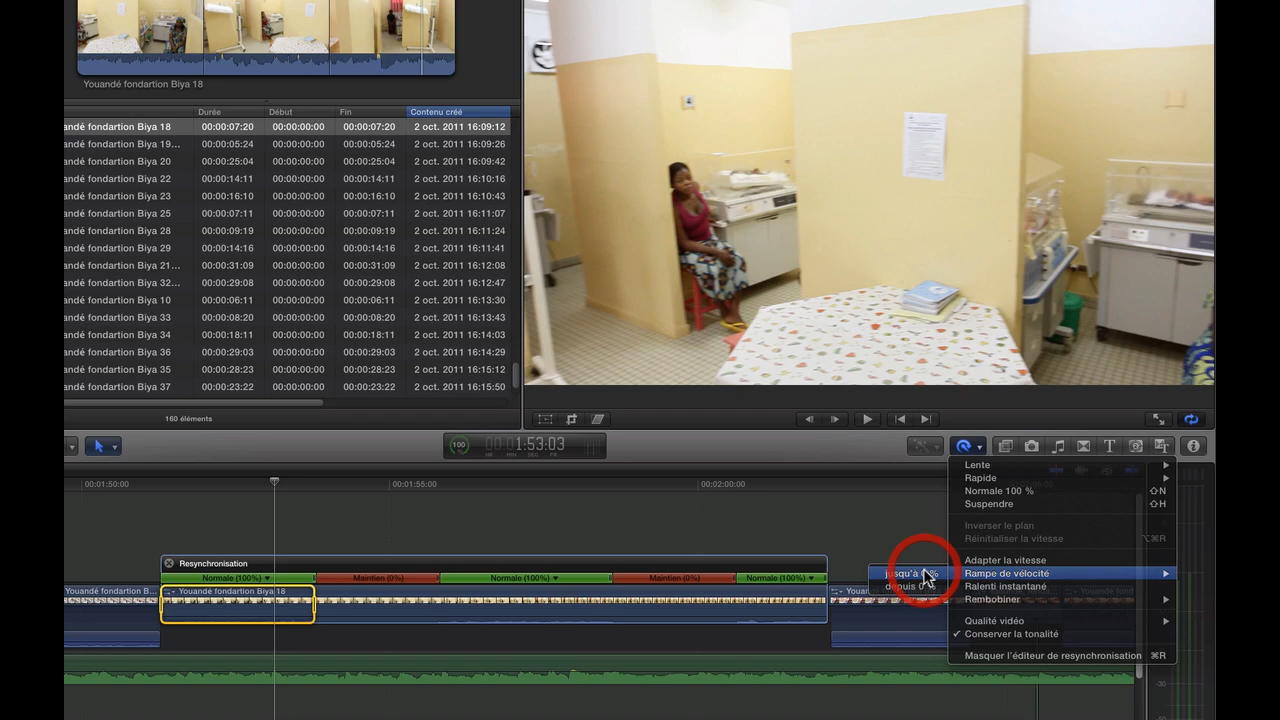 Youandé fondartion Biya 18
Durée Début Fin Contenu créé
andé fondartion Biya 18 00:00:07:20 00:00:00:00 00:00:07:20 2 oct. 2011 16:09:12
andé fondartion Biya 19... 00:00:05:24 00:00:00:00 00:00:05:24 2 oct. 2011 16:09:26
andé fondartion Biya 20 00:00:25:04 00:00:00:00 00:00:25:04 2 oct. 2011 16:09:42
andé fondartion Biya 22 00:00:14:11 00:00:00:00 00:00:14:11 2 oct. 2011 16:10:16
andé fondartion Biya 23 00:00:16:10 00:00:00:00 00:00:16:10 2 oct. 2011 16:10:43
andé fondartion Biya 25 00:00:07:11 00:00:00:00 00:00:07:11 2 oct. 2011 16:11:07
andé fondartion Biya 28 00:00:09:19 00:00:00:00 00:00:09:19 2 oct. 2011 16:11:24
andé fondartion Biya 29 00:00:14:16 00:00:00:00 00:00:14:16 2 oct. 2011 16:11:41
andé fondartion Biya 21... 00:00:31:09 00:00:00:00 00:00:31:09 2 oct. 2011 16:12:08
andé fondartion Biya 32... 00:00:29:08 00:00:00:00 00:00:29:08 2 oct. 2011 16:12:47
andé fondartion Biya 10 00:00:06:11 00:00:00:00 00:00:06:11 2 oct. 2011 16:13:30
andé fondartion Biya 33 00:00:08:20 00:00:00:00 00:00:08:20 2 oct. 2011 16:13:43
andé fondartion Biya 34 00:00:18:11 00:00:00:00 00:00:18:11 2 oct. 2011 16:14:03
andé fondartion Biya 36 00:00:29:03 00:00:00:00 00:00:29:03 2 oct. 2011 16:14:29
andé fondartion Biya 35 00:00:28:23 00:00:00:00 00:00:28:23 2 oct. 2011 16:15:12
andé fondartion Biya 37 00:00:23:22 00:00:00:00 00:00:23:22 2 oct. 2011 16:15:50
160 éléments
100 00:00 1:53:03
HR MIN SEC FR
00:01:50:00 00:01:55:00 00:02:00:00
Lente
Rapide
Normale 100 % ⇧N
Suspendre ⇧H
Inverser le plan
Réinitialiser la vitesse ⌥⌘R
Adapter la vitesse
Rampe de vélocité
Ralenti instantané
Rembobiner
Qualité vidéo
✓ Conserver la tonalité
Masquer l'éditeur de resynchronisation ⌘R
jusqu'à
depuis
Resynchronisation
Normale (100%) Maintien (0%) Normale (100%) Maintien (0%) Normale (100%)
Youandé fondartion B... Youandé fondartion Biya 18
-30